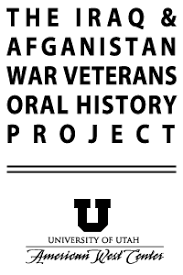 THE IRAQ &
AFGANISTAN
WAR VETERANS
ORAL HISTORY
PROJECT
U
UNIVERSITY OF UTAH
American West Center